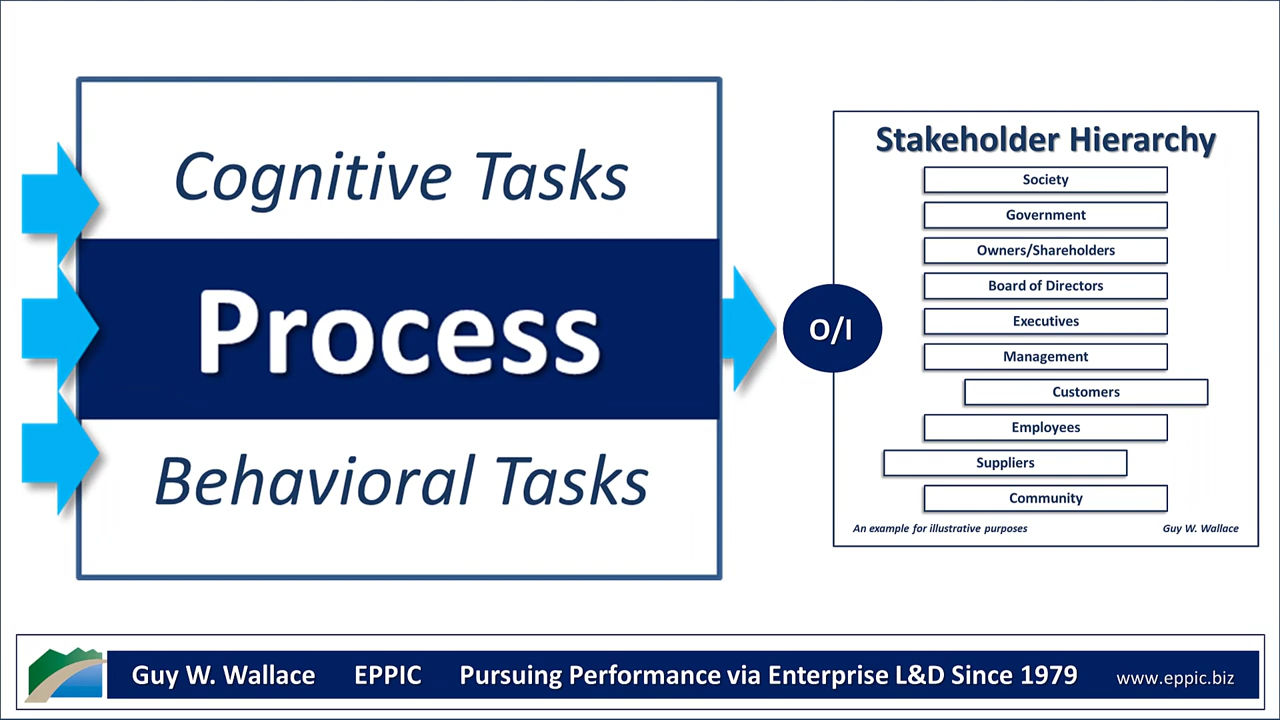 Cognitive Tasks
Process
Behavioral Tasks
O/I
Stakeholder Hierarchy
Society
Government
Owners/Shareholders
Board of Directors
Executives
Management
Customers
Employees
Suppliers
Community
An example for illustrative purposes
Guy W. Wallace
Guy W. Wallace EPPIC Pursuing Performance via Enterprise L&D Since 1979 www.eppic.biz